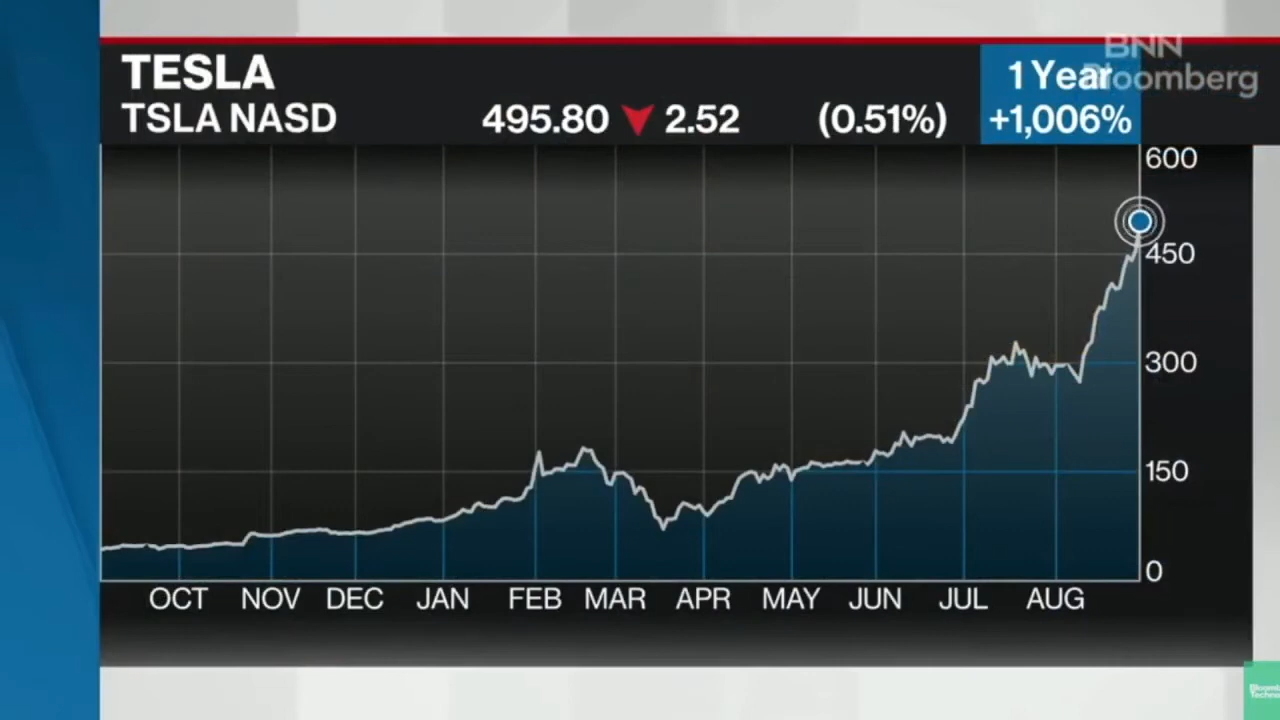 BNN
Bloomberg
TESLA
TSLA NASD
495.80 ▼ 2.52 (0.51%)
1 Year
+1,006%
600
450
300
150
0
OCT NOV DEC JAN FEB MAR APR MAY JUN JUL AUG